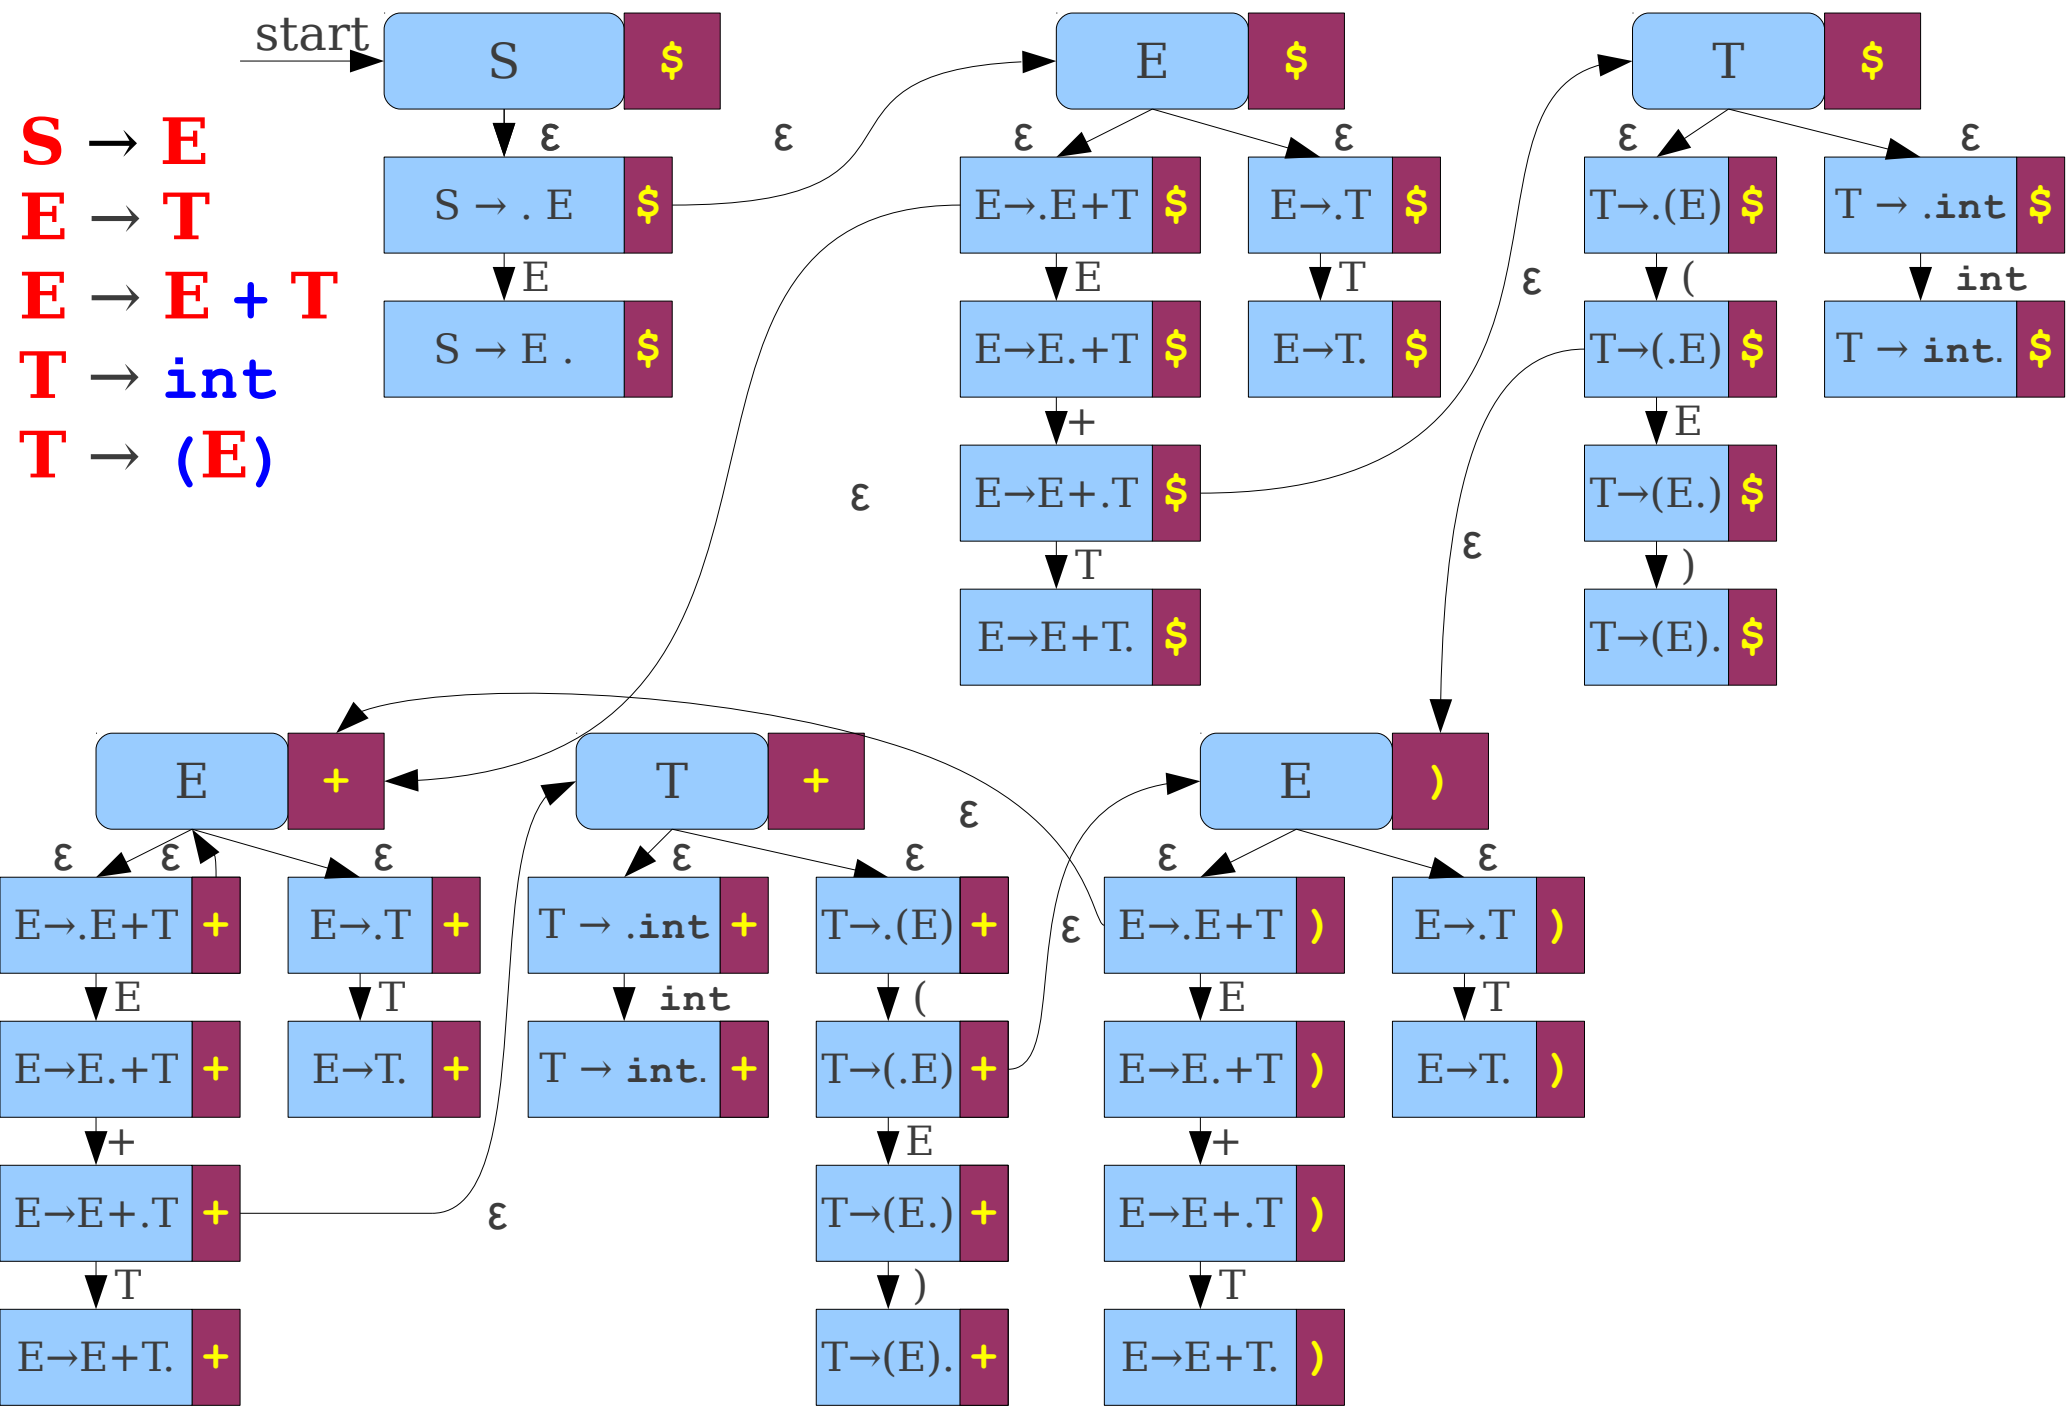 start
S $
E $
T $
S → E
E → T
E → E + T
T → int
T → (E)
ε
ε
ε
ε
ε
ε
S → . E $
E→.E+T $
E→.T $
T→.(E) $
T → .int $
E
E
T
ε
(
int
S → E . $
E→E.+T $
E→T. $
T→(.E) $
T → int. $
+
E
ε
E→E+.T $
T→(E.) $
T
ε
)
E→E+T. $
T→(E). $
E +
T +
E )
ε
ε
ε
ε
ε
ε
ε
ε
E→.E+T +
E→.T +
T → .int +
T→.(E) +
ε
E→.E+T )
E→.T )
E
T
int
(
E
T
E→E.+T +
E→T. +
T → int. +
T→(.E) +
E→E.+T )
E→T. )
+
E
+
E→E+.T +
ε
T→(E.) +
E→E+.T )
T
)
T
E→E+T. +
T→(E). +
E→E+T. )